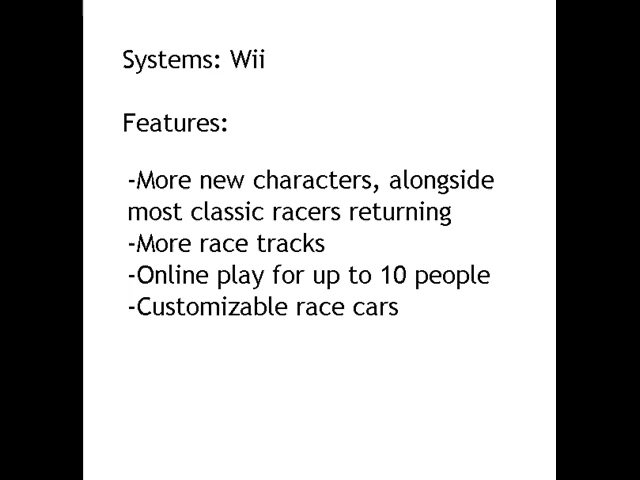 Systems: Wii
Features:
-More new characters, alongside
most classic racers returning
-More race tracks
-Online play for up to 10 people
-Customizable race cars